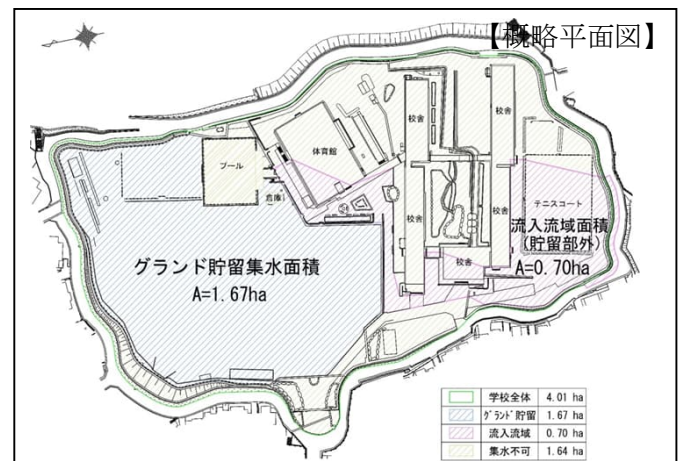 【概略平面図】
校舎
校舎
体育館
プール
倉庫
テニスコート
校舎
校舎
流入流域面積
(貯留部外)
A=0.70ha
校舎
グランド貯留集水面積
A=1.67ha
学校全体 4.01 ha
グランド貯留 1.67 ha
流入流域 0.70 ha
集水不可 1.64 ha